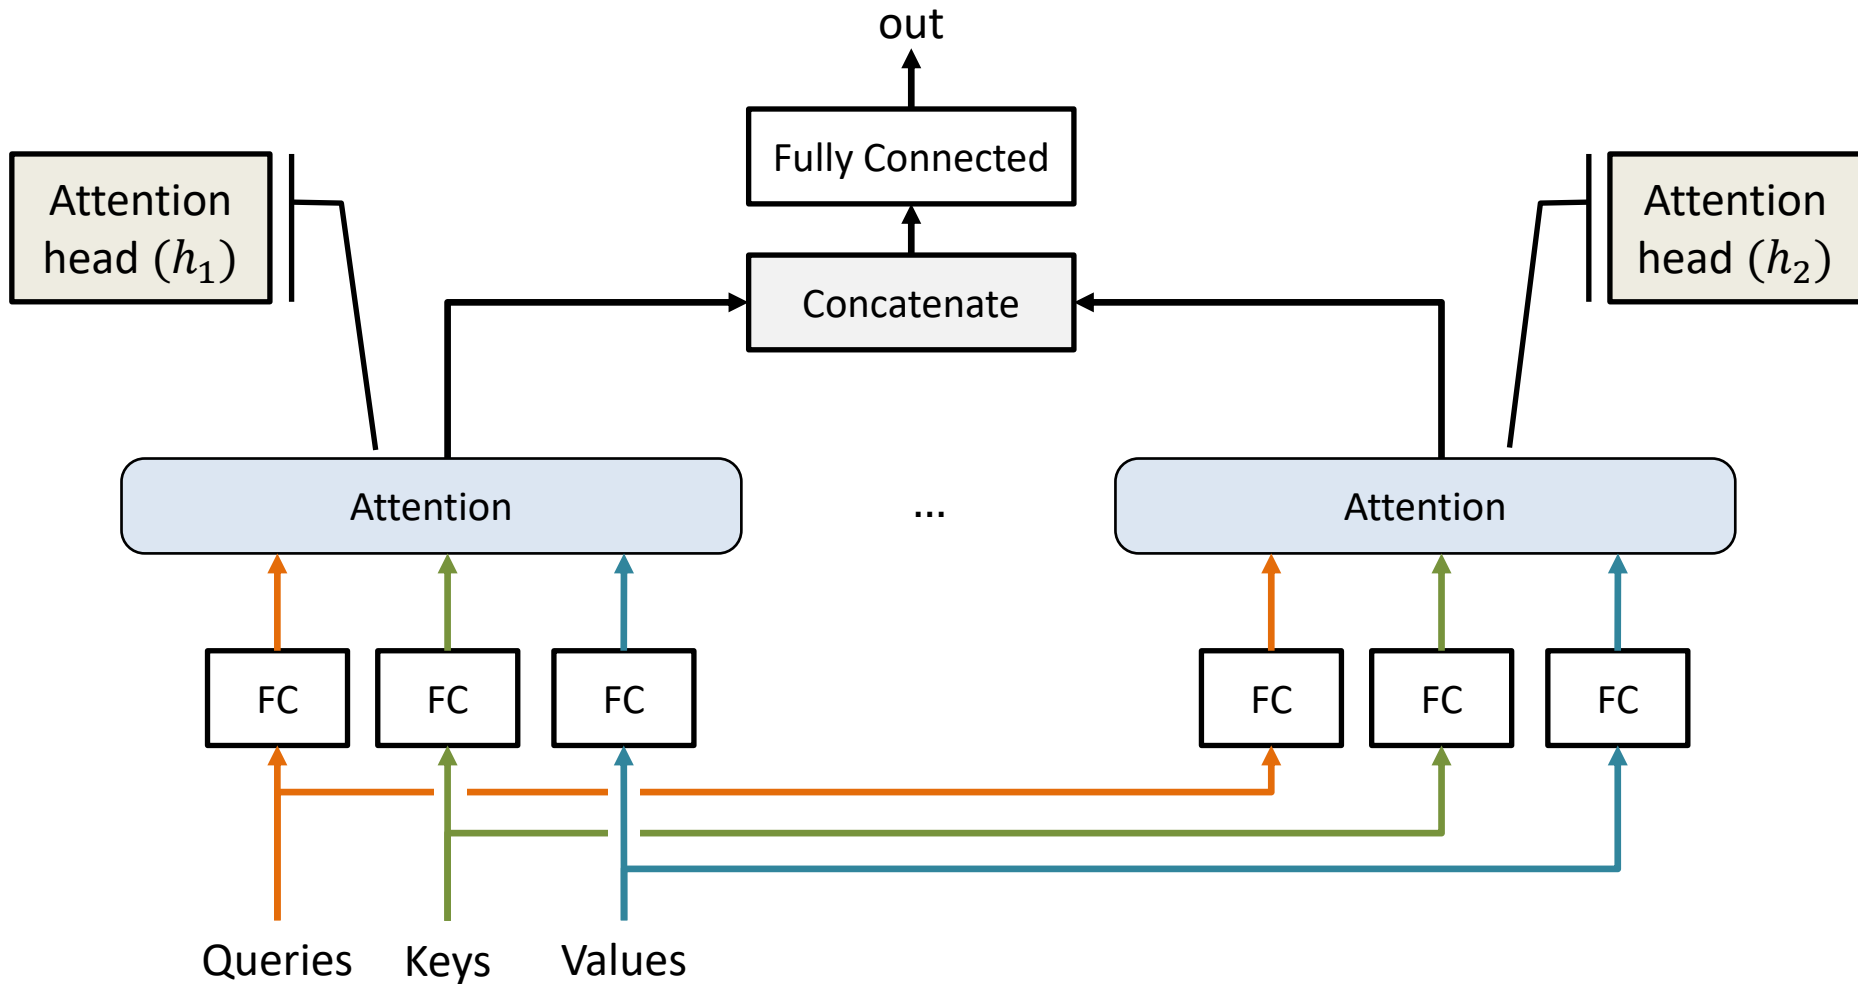 out
Fully Connected
Attention
head (h₁)
Attention
head (h₂)
Concatenate
Attention
...
Attention
FC
FC
FC
FC
FC
FC
Queries
Keys
Values